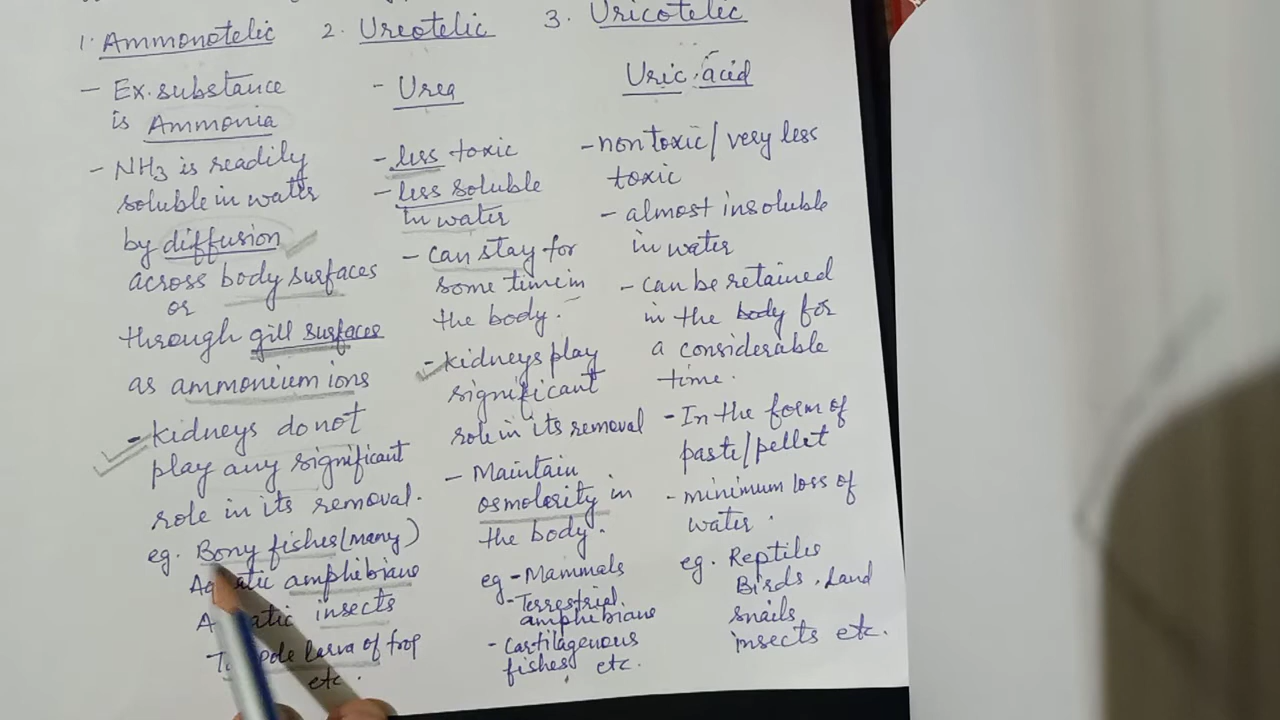 1. Ammonotelic
- Ex. substance
is Ammonia
- NH3 is readily
soluble in water
by diffusion
across body surfaces
or
through gill surfaces
as ammonium ions
- kidneys do not
play any significant
role in its removal.
eg. Bony fishes (many)
amphibians
insects
larva of frop
etc.
2. Ureotelic
- Urea
- less toxic
- less soluble
in water
- can stay for
some time in
the body.
- kidneys play
significant
role in its removal
- Maintain
osmolority in
the body.
eg - Mammals
- Terrestrial
amphibians
- Cartilagenous
fishes etc.
3. Uricotelic
Uric acid
- non toxic / very less
toxic
- almost insoluble
in water
- can be retained
in the body for
a considerable
time.
- In the form of
paste/pellet
- minimum loss of
water.
eg. Reptiles
Birds, Land
snails
insects etc.